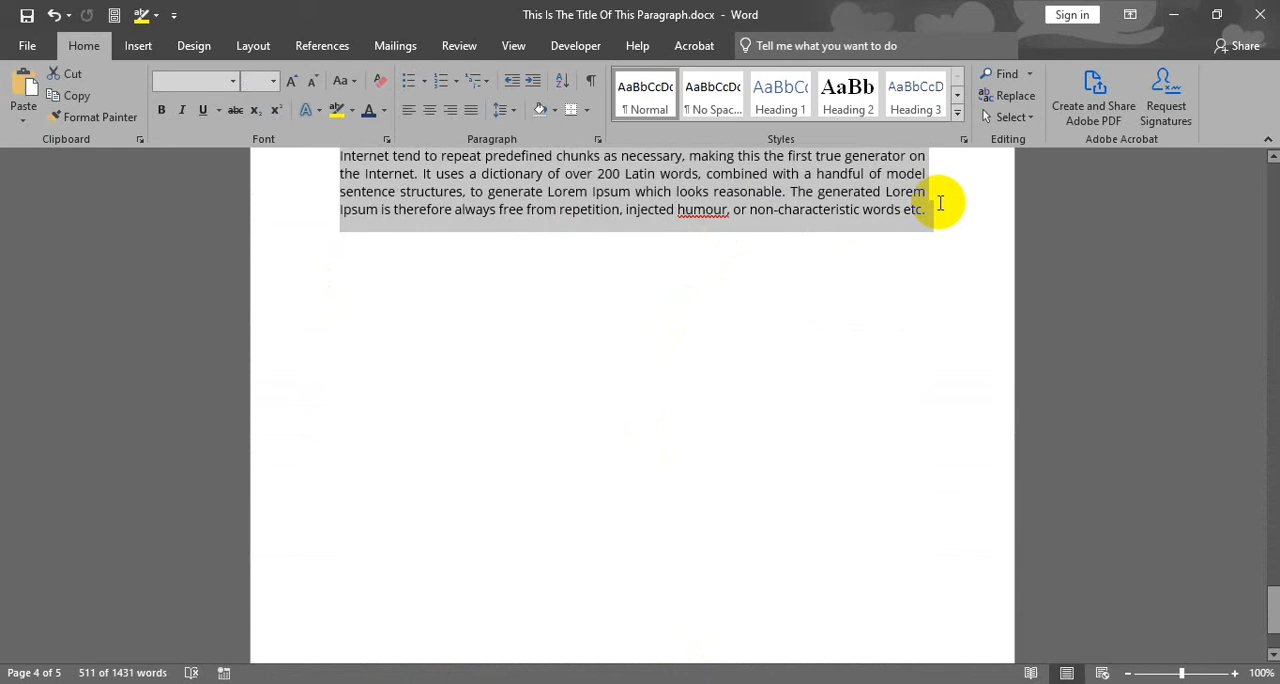 This Is The Title Of This Paragraph.docx - Word
Sign in
File Home Insert Design Layout References Mailings Review View Developer Help Acrobat Tell me what you want to do Share
Paste
Cut
Copy
Format Painter
Aa
B I U abc x₂ x² A ab A
AaBbCcDc AaBbCcDc AaBbCc AaBb AaBbCcD
¶ Normal ¶ No Spac... Heading 1 Heading 2 Heading 3
Find
Replace
Select
Create and Share Adobe PDF
Request Signatures
Clipboard Font Paragraph Styles Editing Adobe Acrobat
Internet tend to repeat predefined chunks as necessary, making this the first true generator on
the Internet. It uses a dictionary of over 200 Latin words, combined with a handful of model
sentence structures, to generate Lorem Ipsum which looks reasonable. The generated Lorem
Ipsum is therefore always free from repetition, injected humour, or non-characteristic words etc.
Page 4 of 5 511 of 1431 words 100%